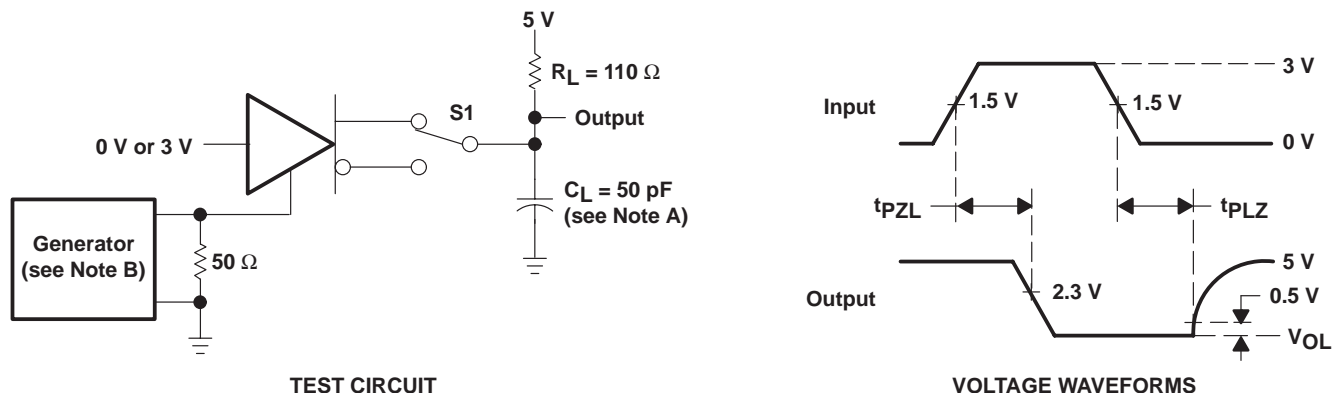 5 V
RL = 110 Ω
S1
Output
0 V or 3 V
CL = 50 pF
(see Note A)
Generator
(see Note B)
50 Ω
TEST CIRCUIT
3 V
Input
1.5 V
1.5 V
0 V
tPZL
tPLZ
5 V
Output
2.3 V
0.5 V
VOL
VOLTAGE WAVEFORMS